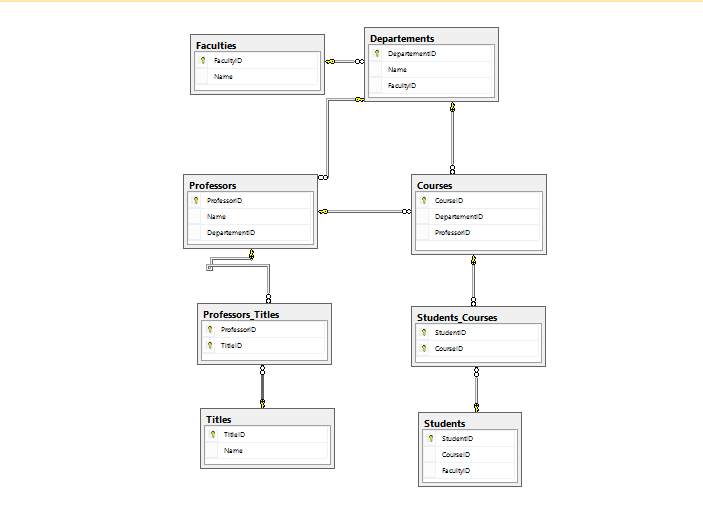 Faculties
FacultyID
Name
Departements
DepartementID
Name
FacultyID
Professors
ProfessorID
Name
DepartementID
Courses
CourseID
DepartmentID
ProfessorID
Professors_Titles
ProfessorID
TitleID
Students_Courses
StudentID
CourseID
Titles
TitleID
Name
Students
StudentID
CourseID
FacultyID